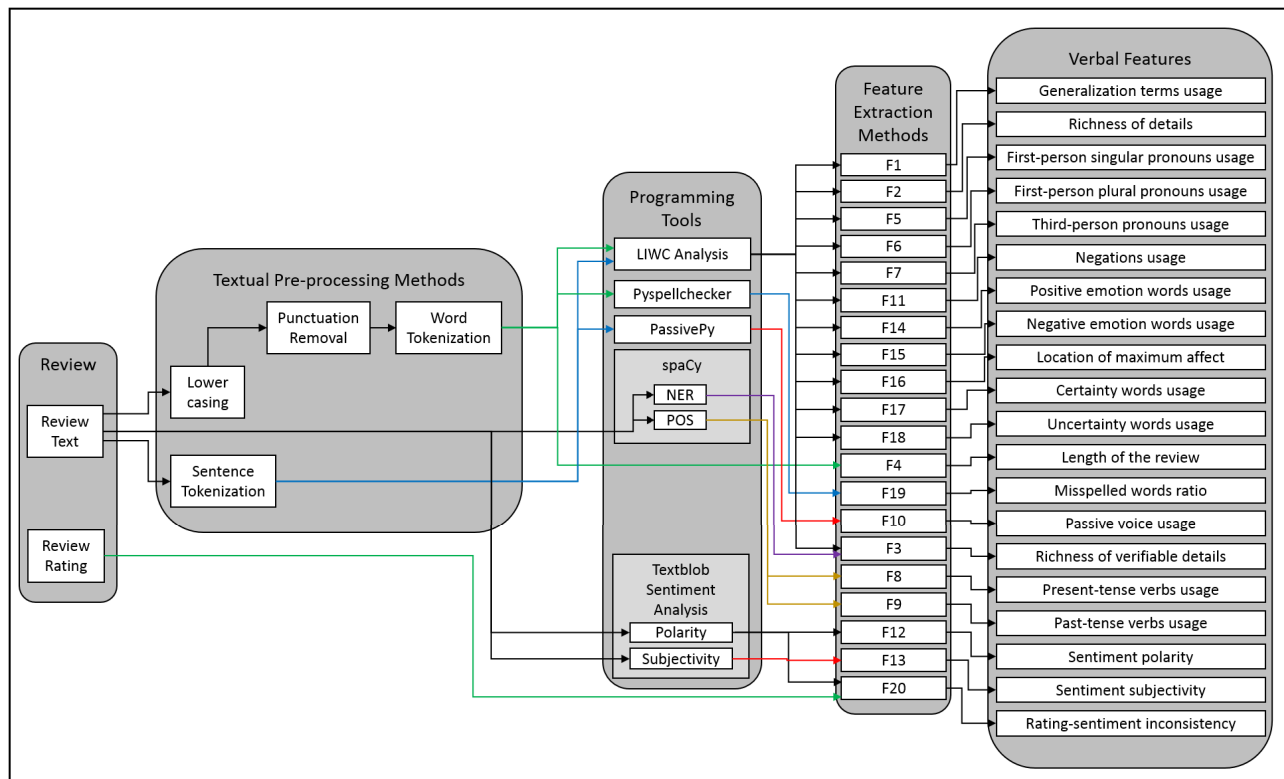 Review
Review
Text
Review
Rating
Textual Pre-processing Methods
Lower
casing
Punctuation
Removal
Word
Tokenization
Sentence
Tokenization
Programming
Tools
LIWC Analysis
Pyspellchecker
PassivePy
spaCy
NER
POS
Textblob
Sentiment
Analysis
Polarity
Subjectivity
Feature
Extraction
Methods
F1
F2
F5
F6
F7
F11
F14
F15
F16
F17
F18
F4
F19
F10
F3
F8
F9
F12
F13
F20
Verbal Features
Generalization terms usage
Richness of details
First-person singular pronouns usage
First-person plural pronouns usage
Third-person pronouns usage
Negations usage
Positive emotion words usage
Negative emotion words usage
Location of maximum affect
Certainty words usage
Uncertainty words usage
Length of the review
Misspelled words ratio
Passive voice usage
Richness of verifiable details
Present-tense verbs usage
Past-tense verbs usage
Sentiment polarity
Sentiment subjectivity
Rating-sentiment inconsistency